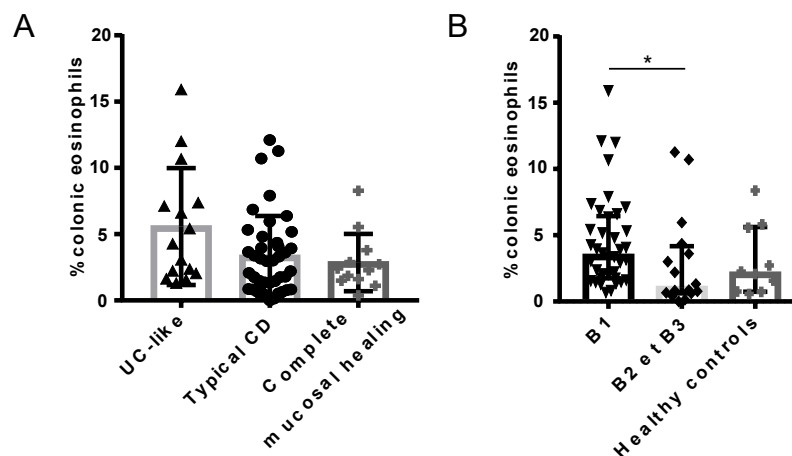 A
B
% colonic eosinophils
20
15
10
5
0
UC-like
Typical CD
Complete
mucosal healing
% colonic eosinophils
20
15
10
5
0
*
B1
B2 et B3
Healthy controls